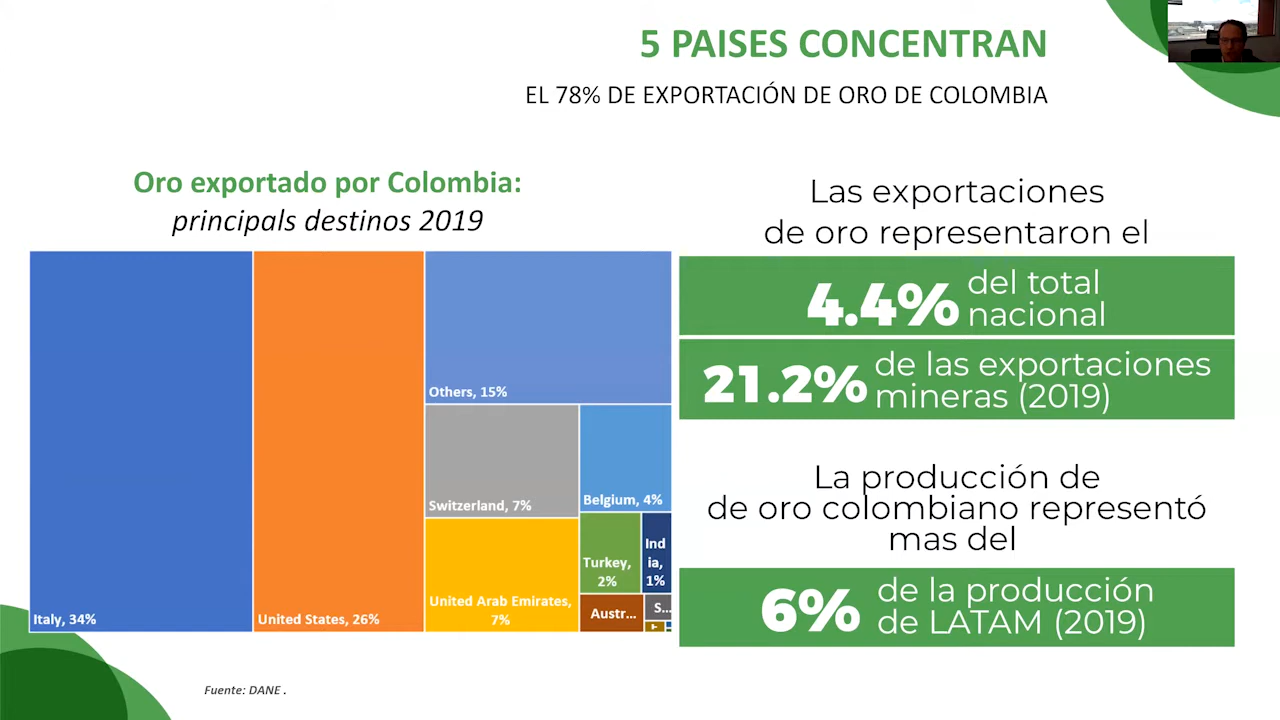 5 PAISES CONCENTRAN
EL 78% DE EXPORTACIÓN DE ORO DE COLOMBIA
Oro exportado por Colombia:
principals destinos 2019
Italy, 34%
United States, 26%
Others, 15%
Switzerland, 7%
Belgium, 4%
United Arab Emirates,
7%
Turkey,
2%
Ind
ia,
1%
Austr...
S...
Las exportaciones
de oro representaron el
4.4% del total
nacional
21.2% de las exportaciones
mineras (2019)
La producción de
de oro colombiano representó
mas del
6% de la producción
de LATAM (2019)
Fuente: DANE .